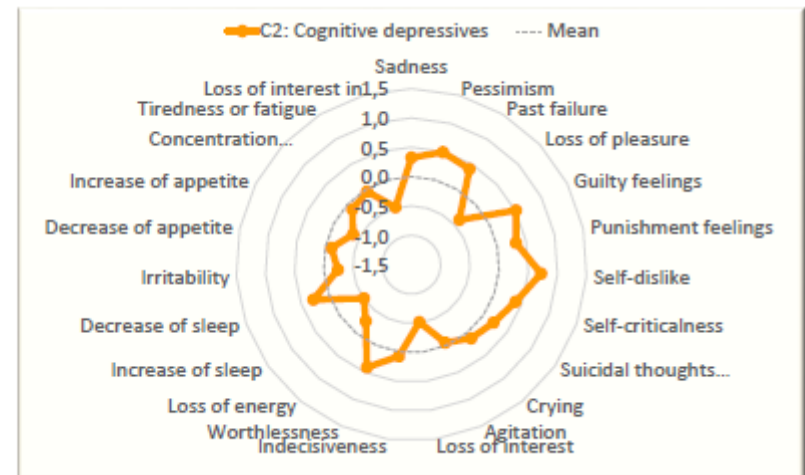 C2: Cognitive depressives
Mean
Sadness
Pessimism
Past failure
Loss of pleasure
Guilty feelings
Punishment feelings
Self-dislike
Self-criticalness
Suicidal thoughts...
Crying
Agitation
Loss of interest
Indecisiveness
Worthlessness
Loss of energy
Increase of sleep
Decrease of sleep
Irritability
Decrease of appetite
Increase of appetite
Concentration...
Tiredness or fatigue
Loss of interest in
1,5
1,0
0,5
0,0
-0,5
-1,0
-1,5